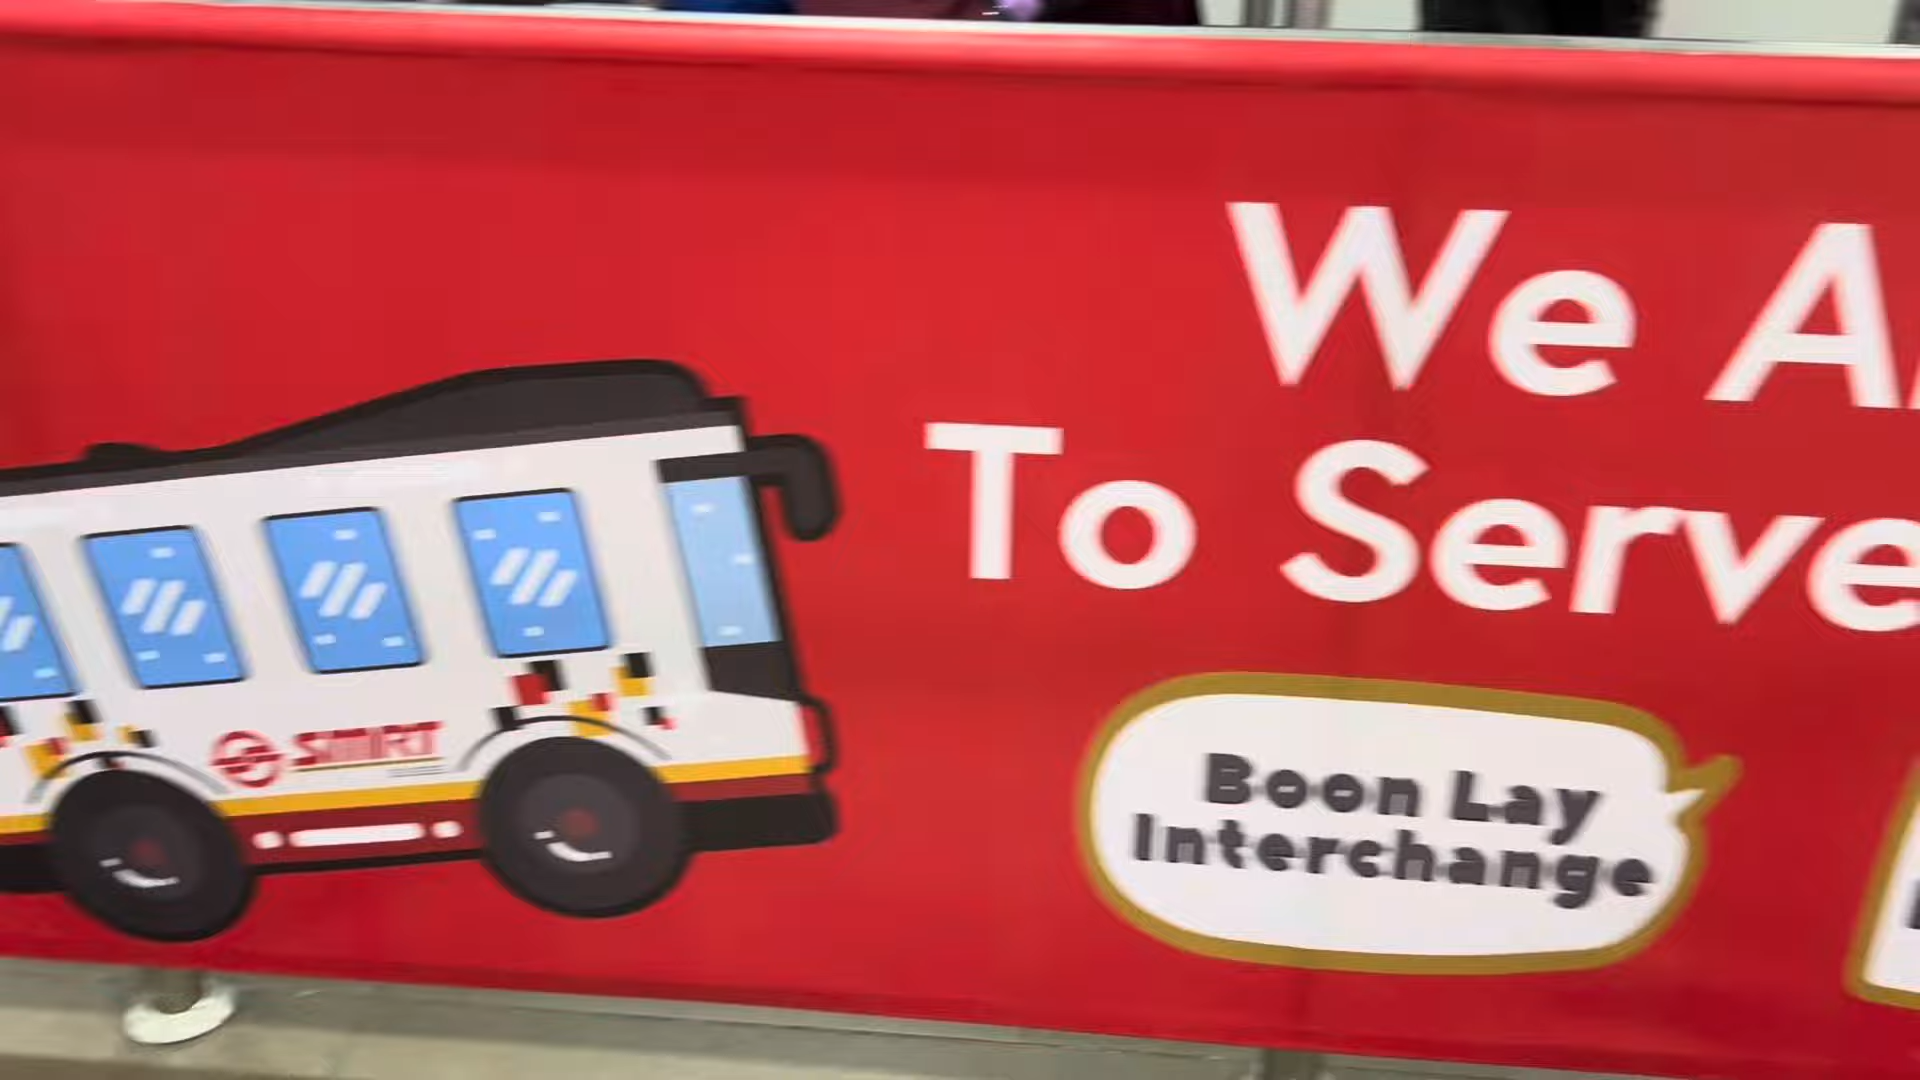 We A
To Serve
Boon Lay
Interchange
SMRT